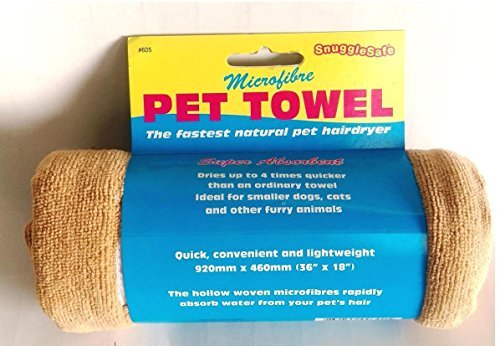 #605
SnuggleSafe
Microfibre
PET TOWEL
The fastest natural pet hairdryer
Super Absorbent
Dries up to 4 times quicker
than an ordinary towel
Ideal for smaller dogs, cats
and other furry animals
Quick, convenient and lightweight
920mm x 460mm (36" x 18")
The hollow woven microfibres rapidly
absorb water from your pet's hair